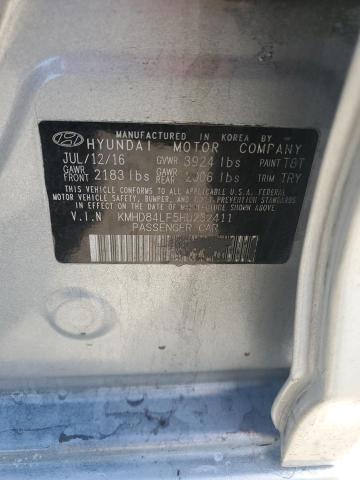 MANUFACTURED IN KOREA BY
HYUNDAI MOTOR COMPANY
JUL/12/16 GVWR 3924 lbs PAINT T8T
GAWR FRONT 2183 lbs GAWR REAR lbs TRIM TRY
THIS VEHICLE CONFORMS TO ALL APPLICABLE U.S.A. FEDERAL
MOTOR VEHICLE SAFETY, BUMPER, AND THEFT PREVENTION STANDARDS
IN EFFECT ON THE DATE OF MANUFACTURE SHOWN ABOVE.
V.I.N
PASSENGER CAR